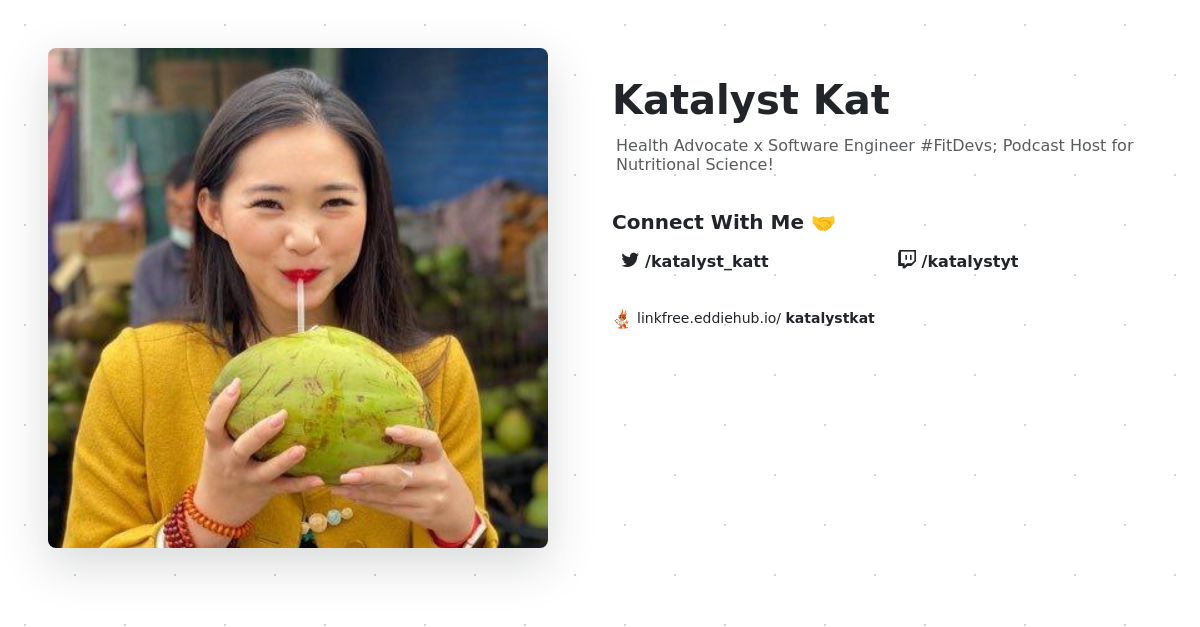 Katalyst Kat
Health Advocate x Software Engineer #FitDevs; Podcast Host for
Nutritional Science!
Connect With Me 🤝
/katalyst_katt
/katalystyt
linkfree.eddiehub.io/ katalystkat